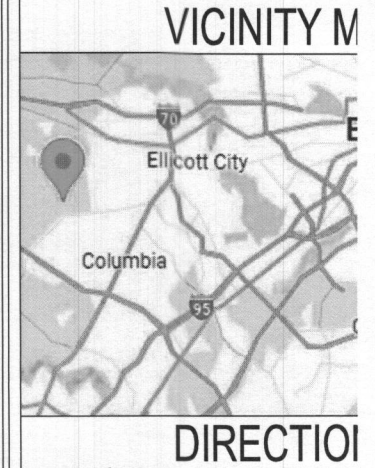 VICINITY M
70
E
Ellicott City
Columbia
95
DIRECTIO